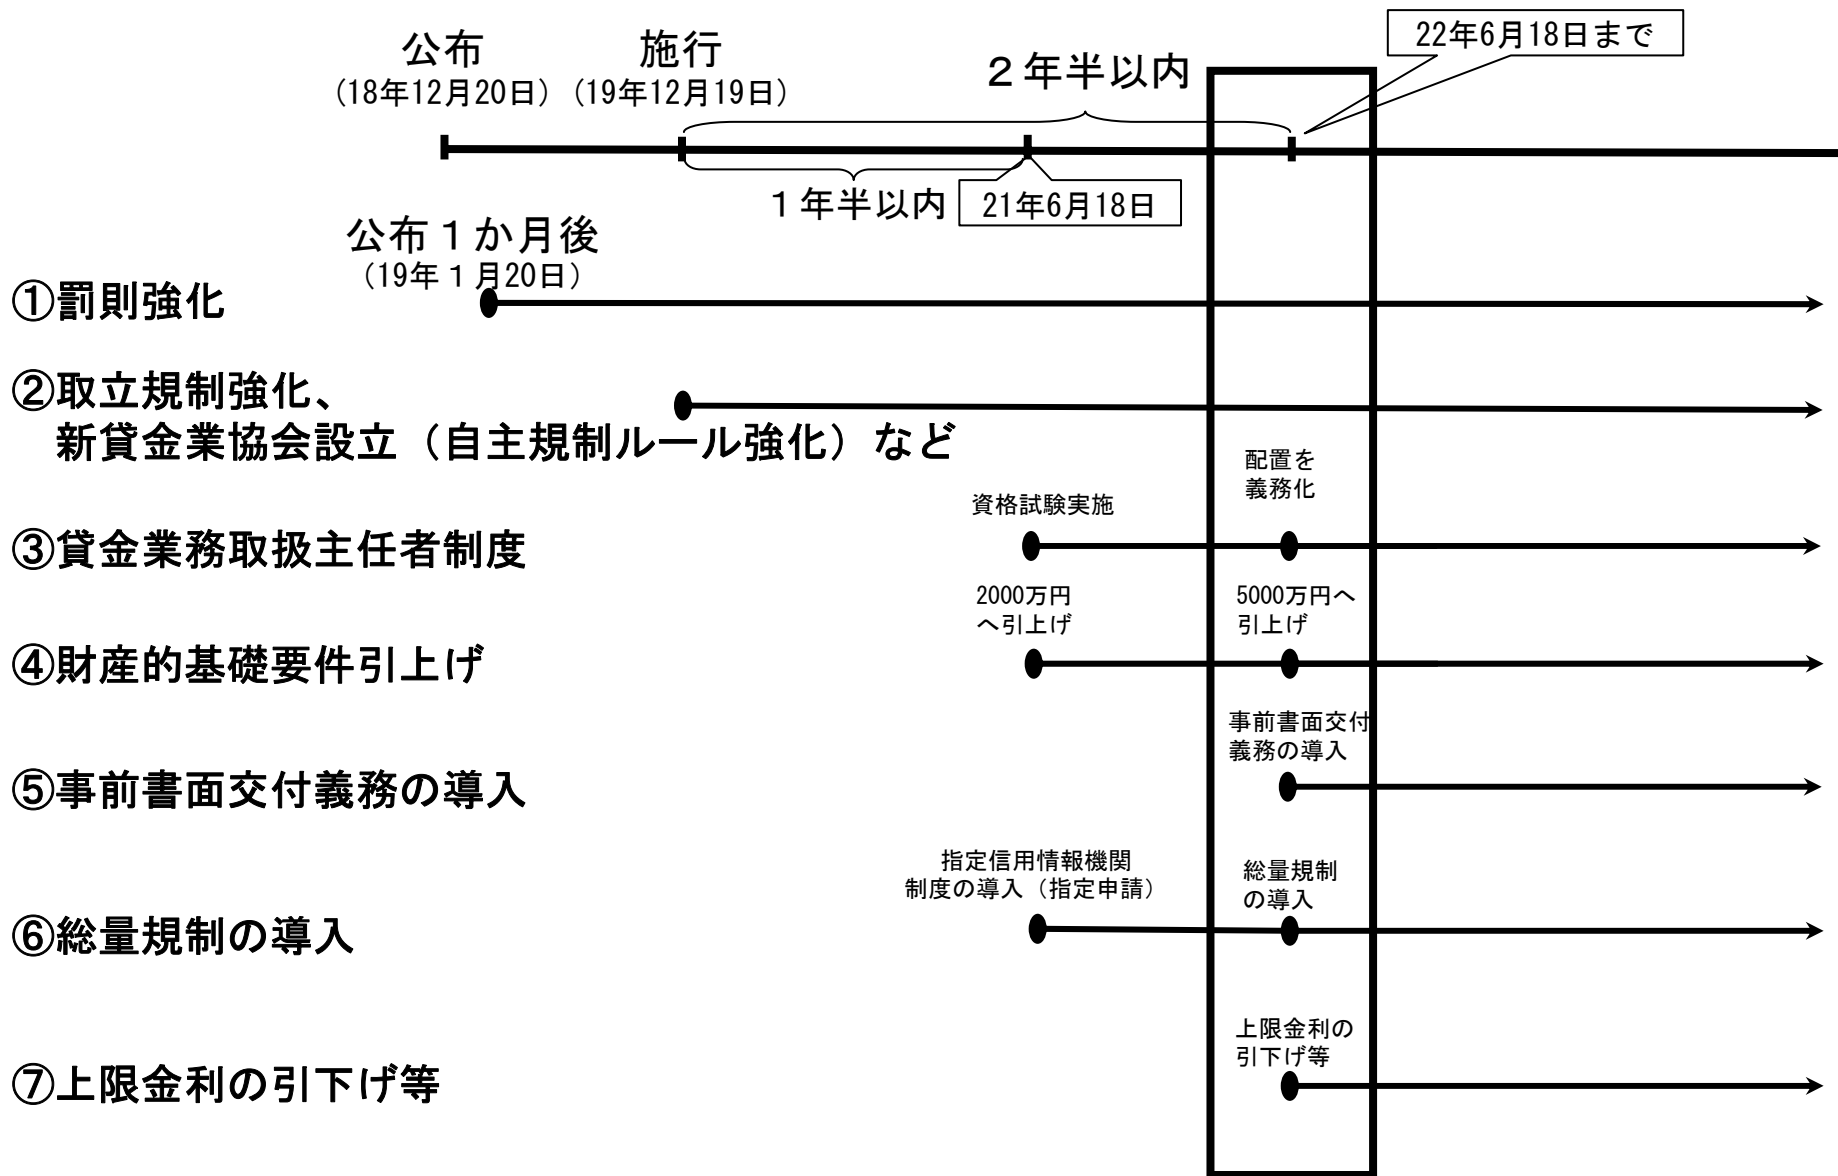 公布
(18年12月20日)
施行
(19年12月19日)
２年半以内
22年6月18日まで
１年半以内
21年6月18日
公布１か月後
(19年１月20日)
①罰則強化
②取立規制強化、
新貸金業協会設立（自主規制ルール強化）など
資格試験実施
配置を
義務化
③貸金業務取扱主任者制度
2000万円
へ引上げ
5000万円へ
引上げ
④財産的基礎要件引上げ
事前書面交付
義務の導入
⑤事前書面交付義務の導入
指定信用情報機関
制度の導入（指定申請）
総量規制
の導入
⑥総量規制の導入
上限金利の
引下げ等
⑦上限金利の引下げ等